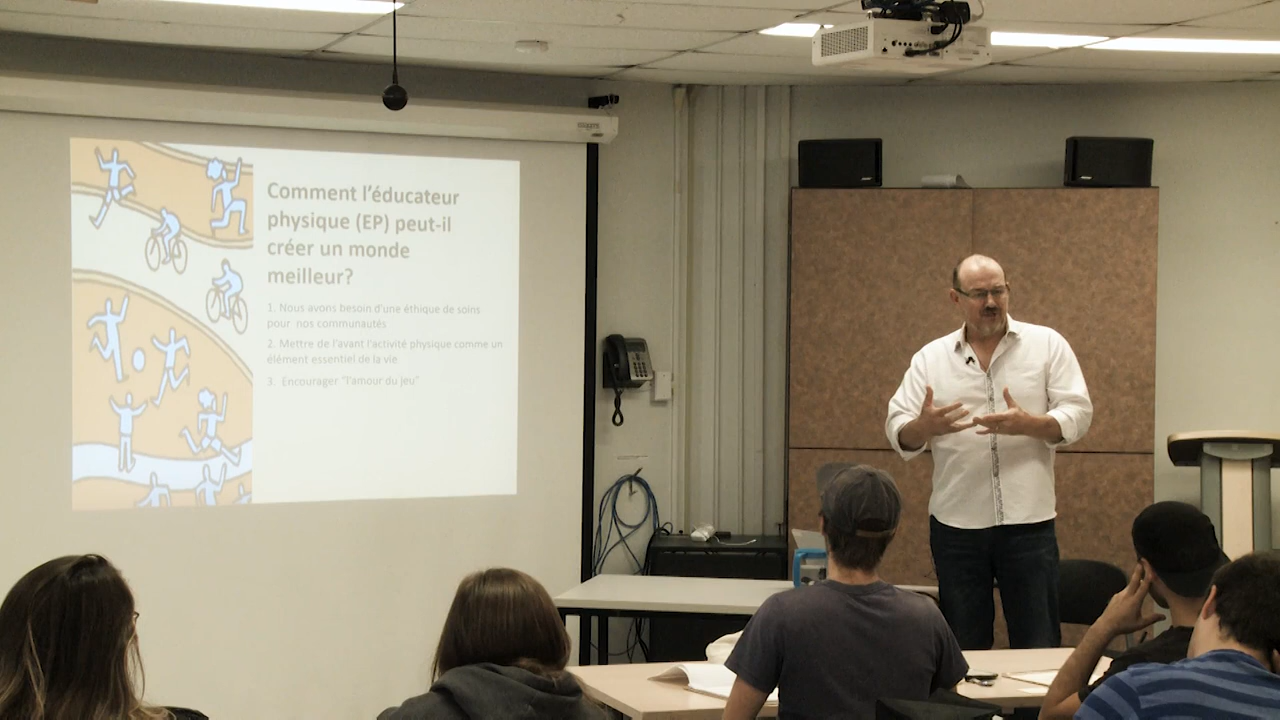 Comment l'éducateur
physique (EP) peut-il
créer un monde
meilleur?
1. Nous avons besoin d'une éthique de soins
pour nos communautés
2. Mettre de l'avant l'activité physique comme un
élément essentiel de la vie
3. Encourager "l'amour du jeu"